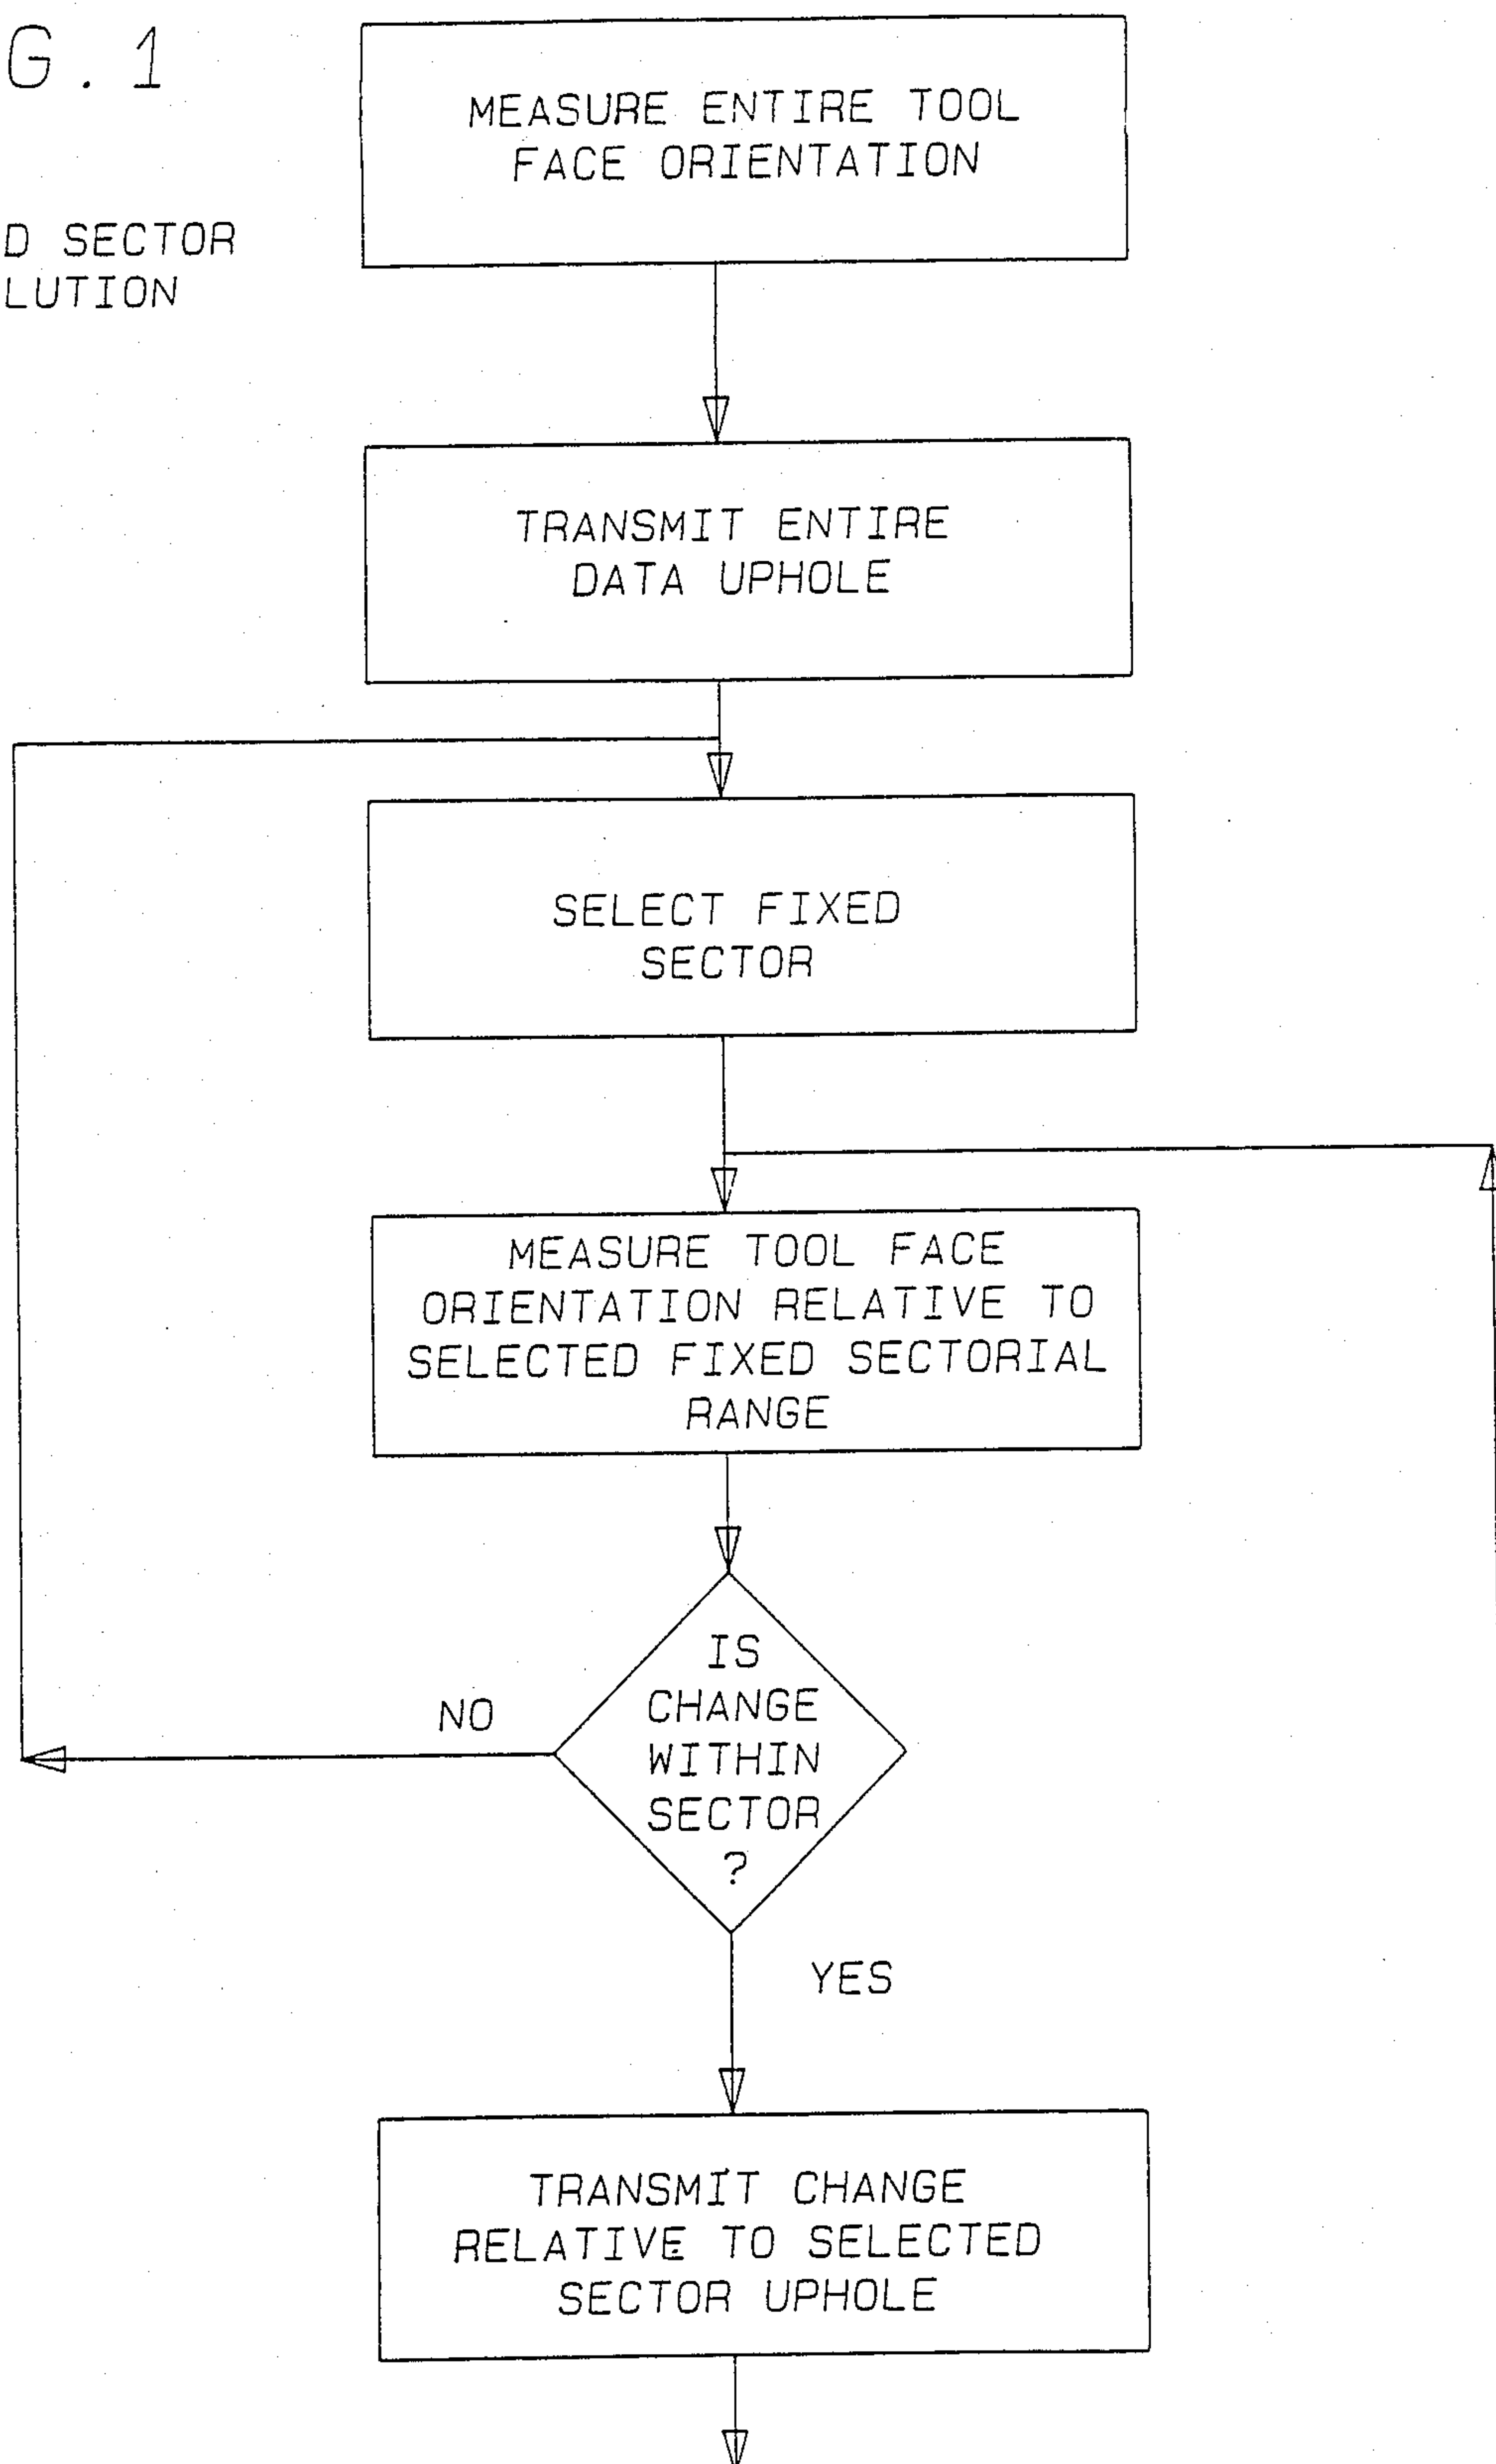 G. 1
D SECTOR
LUTION
MEASURE ENTIRE TOOL
FACE ORIENTATION
TRANSMIT ENTIRE
DATA UPHOLE
SELECT FIXED
SECTOR
MEASURE TOOL FACE
ORIENTATION RELATIVE TO
SELECTED FIXED SECTORIAL
RANGE
IS
CHANGE
WITHIN
SECTOR
?
NO
YES
TRANSMIT CHANGE
RELATIVE TO SELECTED
SECTOR UPHOLE